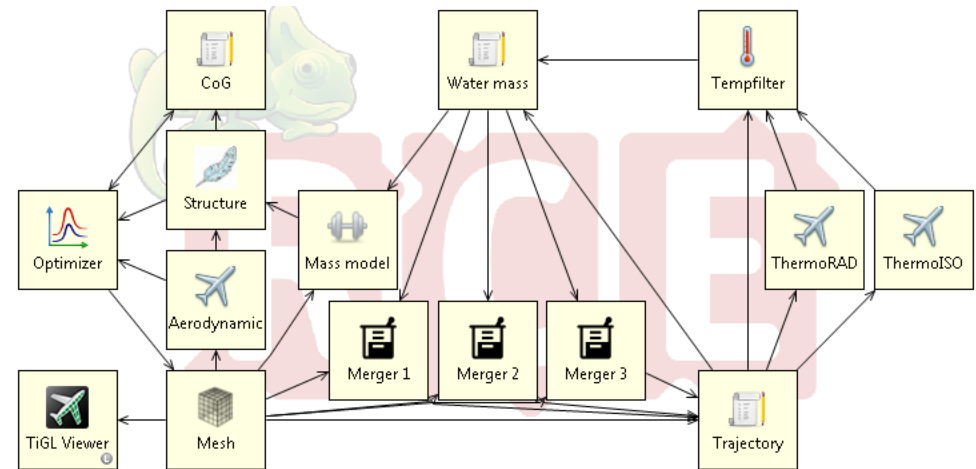 CoG
Water mass
Tempfilter
Structure
Optimizer
Mass model
ThermoRAD
ThermoISO
Aerodynamic
Merger 1
Merger 2
Merger 3
TiGL Viewer
Mesh
Trajectory
RCE